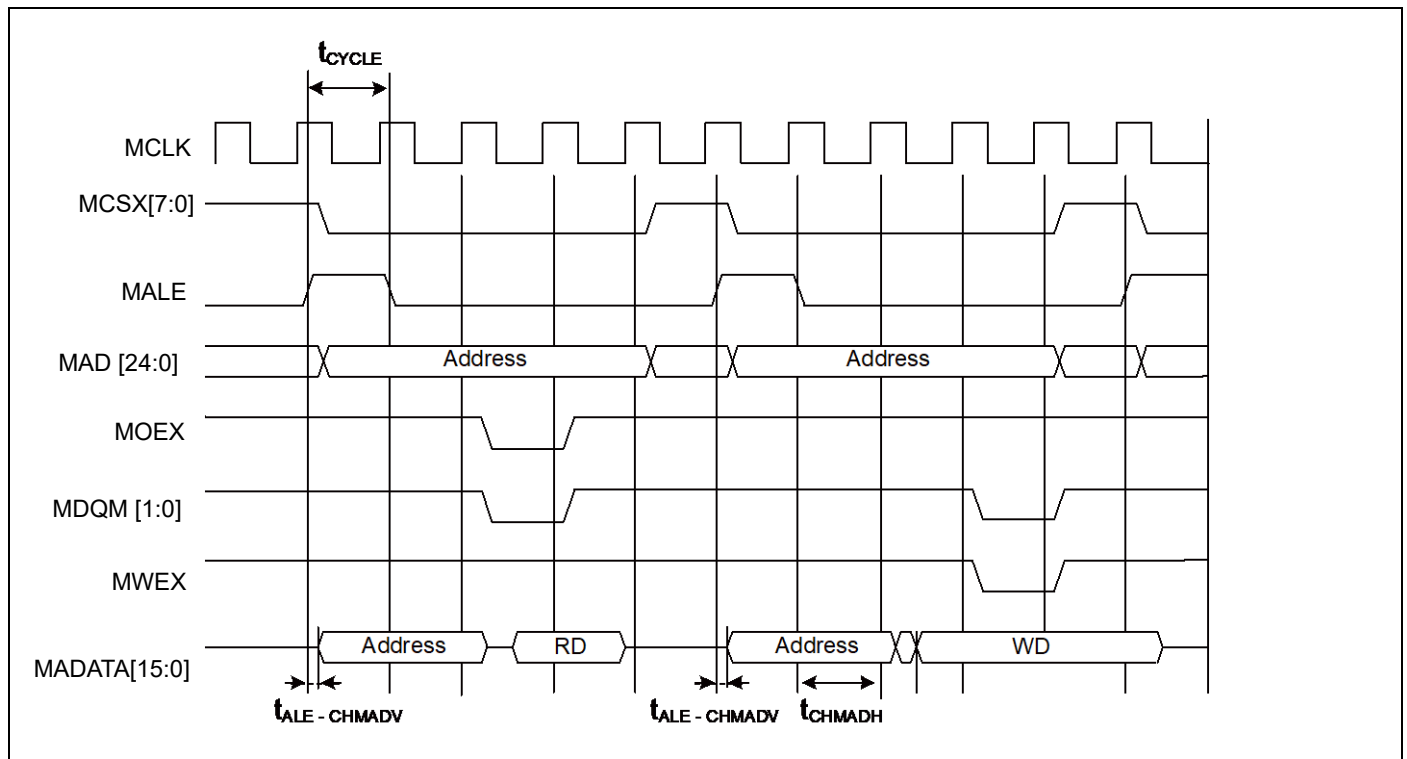 tCYCLE
MCLK
MCSX[7:0]
MALE
MAD [24:0] Address Address
MOEX
MDQM [1:0]
MWEX
MADATA[15:0] Address RD Address WD
tALE - CHMADV tALE - CHMADV tCHMADH